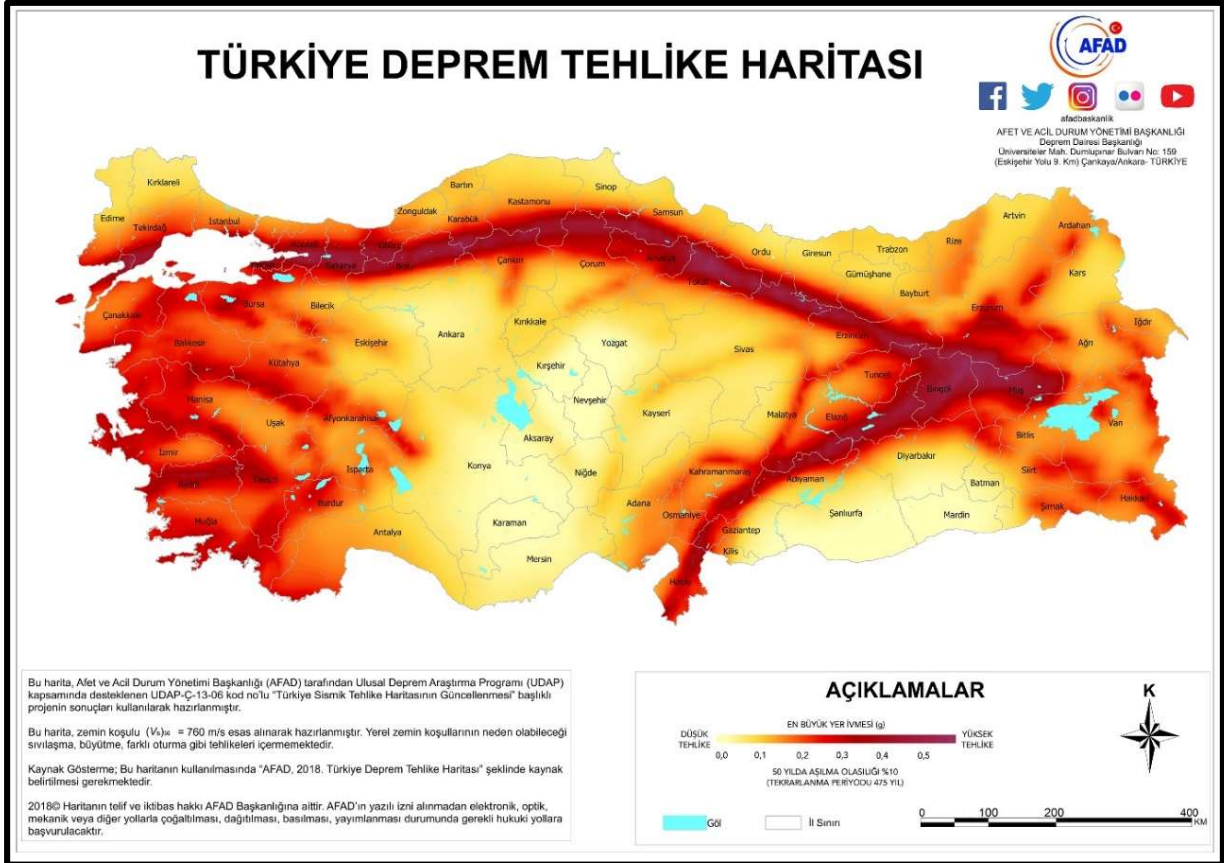 TÜRKİYE DEPREM TEHLİKE HARİTASI
AFAD
afadbaskanlik
AFET VE ACİL DURUM YÖNETİMİ BAŞKANLIĞI
Deprem Dairesi Başkanlığı
Üniversiteler Mah. Dumlupınar Bulvarı No: 159
(Eskişehir Yolu 9. Km) Çankaya/Ankara- TÜRKİYE
Kırklareli
Edirne
Tekirdağ
İstanbul
Bartın
Zonguldak
Karabük
Kastamonu
Sinop
Samsun
Ordu
Giresun
Trabzon
Rize
Artvin
Ardahan
Kars
Gümüşhane
Bayburt
Erzurum
Iğdır
Ağrı
Kocaeli
Sakarya
Bolu
Çankırı
Çorum
Amasya
Tokat
Çanakkale
Bursa
Bilecik
Eskişehir
Ankara
Kırıkkale
Yozgat
Sivas
Erzincan
Tunceli
Bingöl
Muş
Balıkesir
Kütahya
Kırşehir
Nevşehir
Kayseri
Malatya
Elazığ
Bitlis
Van
Manisa
Uşak
Afyonkarahisar
Aksaray
Konya
Niğde
Kahramanmaraş
Adıyaman
Diyarbakır
Batman
Siirt
Şırnak
Hakkari
İzmir
Aydın
Denizli
Isparta
Burdur
Muğla
Antalya
Karaman
Mersin
Adana
Osmaniye
Gaziantep
Kilis
Şanlıurfa
Mardin
Hatay
Bu harita, Afet ve Acil Durum Yönetimi Başkanlığı (AFAD) tarafından Ulusal Deprem Araştırma Programı (UDAP)
kapsamında desteklenen UDAP-Ç-13-06 kod no'lu "Türkiye Sismik Tehlike Haritasının Güncellenmesi" başlıklı
projenin sonuçları kullanılarak hazırlanmıştır.
Bu harita, zemin koşulu (Vs)30 = 760 m/s esas alınarak hazırlanmıştır. Yerel zemin koşullarının neden olabileceği
sıvılaşma, büyütme, farklı oturma gibi tehlikeleri içermemektedir.
Kaynak Gösterme; Bu haritanın kullanılmasında "AFAD, 2018. Türkiye Deprem Tehlike Haritası" şeklinde kaynak
belirtilmesi gerekmektedir.
2018© Haritanın telif ve iktibas hakkı AFAD Başkanlığına aittir. AFAD'ın yazılı izni alınmadan elektronik, optik,
mekanik veya diğer yollarla çoğaltılması, dağıtılması, basılması, yayımlanması durumunda gerekli hukuki yollara
başvurulacaktır.
AÇIKLAMALAR
K
EN BÜYÜK YER İVMESİ (g)
DÜŞÜK TEHLİKE
YÜKSEK TEHLİKE
0,0 0,1 0,2 0,3 0,4 0,5
50 YILDA AŞILMA OLASILIĞI %10
(TEKRARLANMA PERİYODU 475 YIL)
Göl
İl Sınırı
0 100 200 400
KM